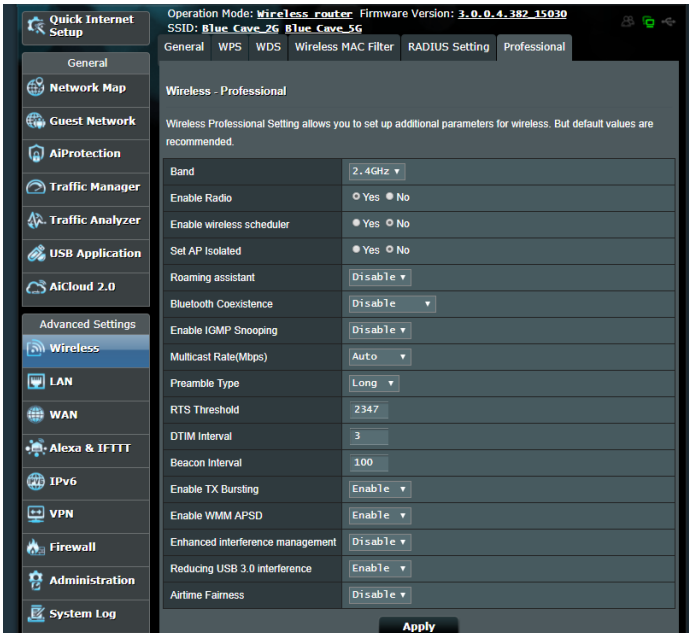 Quick Internet
Setup
General
Network Map
Guest Network
AiProtection
Traffic Manager
Traffic Analyzer
USB Application
AiCloud 2.0
Advanced Settings
Wireless
LAN
WAN
Alexa & IFTTT
IPv6
VPN
Firewall
Administration
System Log
Operation Mode: Wireless router Firmware Version: 3.0.0.4.382_15030
SSID: Blue Cave_2G Blue Cave_5G
General WPS WDS Wireless MAC Filter RADIUS Setting Professional
Wireless - Professional
Wireless Professional Setting allows you to set up additional parameters for wireless. But default values are
recommended.
Band 2.4GHz
Enable Radio Yes No
Enable wireless scheduler Yes No
Set AP Isolated Yes No
Roaming assistant Disable
Bluetooth Coexistence Disable
Enable IGMP Snooping Disable
Multicast Rate(Mbps) Auto
Preamble Type Long
RTS Threshold 2347
DTIM Interval 3
Beacon Interval 100
Enable TX Bursting Enable
Enable WMM APSD Enable
Enhanced interference management Disable
Reducing USB 3.0 interference Enable
Airtime Fairness Disable
Apply